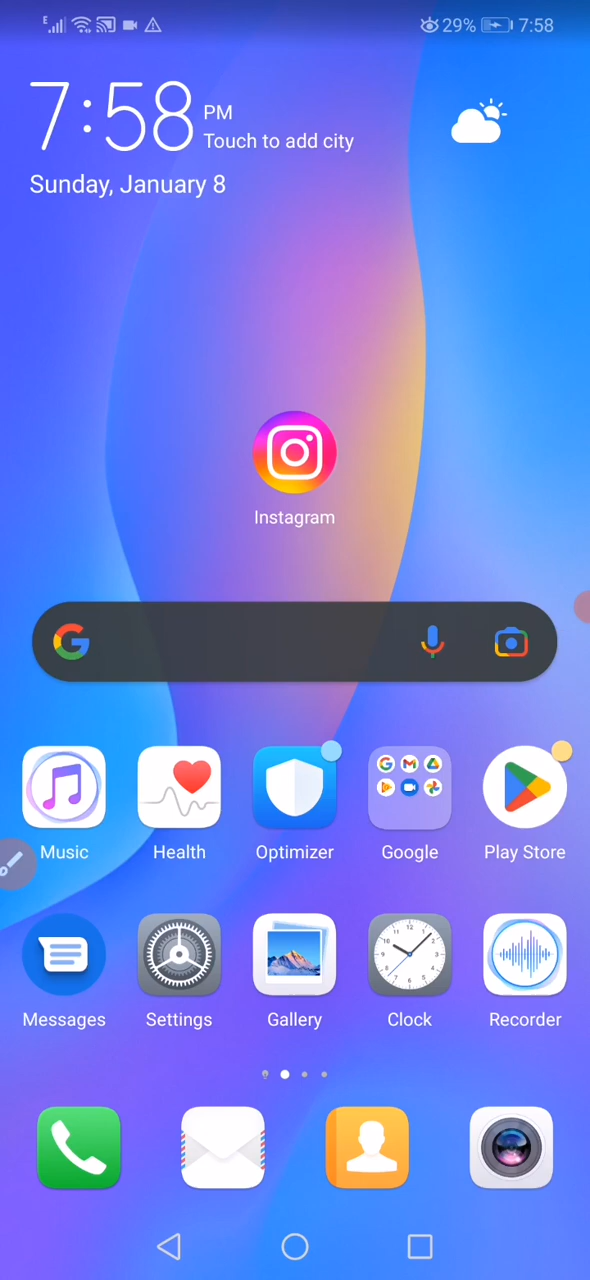 E 29% 7:58
7:58 PM
Touch to add city
Sunday, January 8
Instagram
Music Health Optimizer Google Play Store
Messages Settings Gallery Clock Recorder